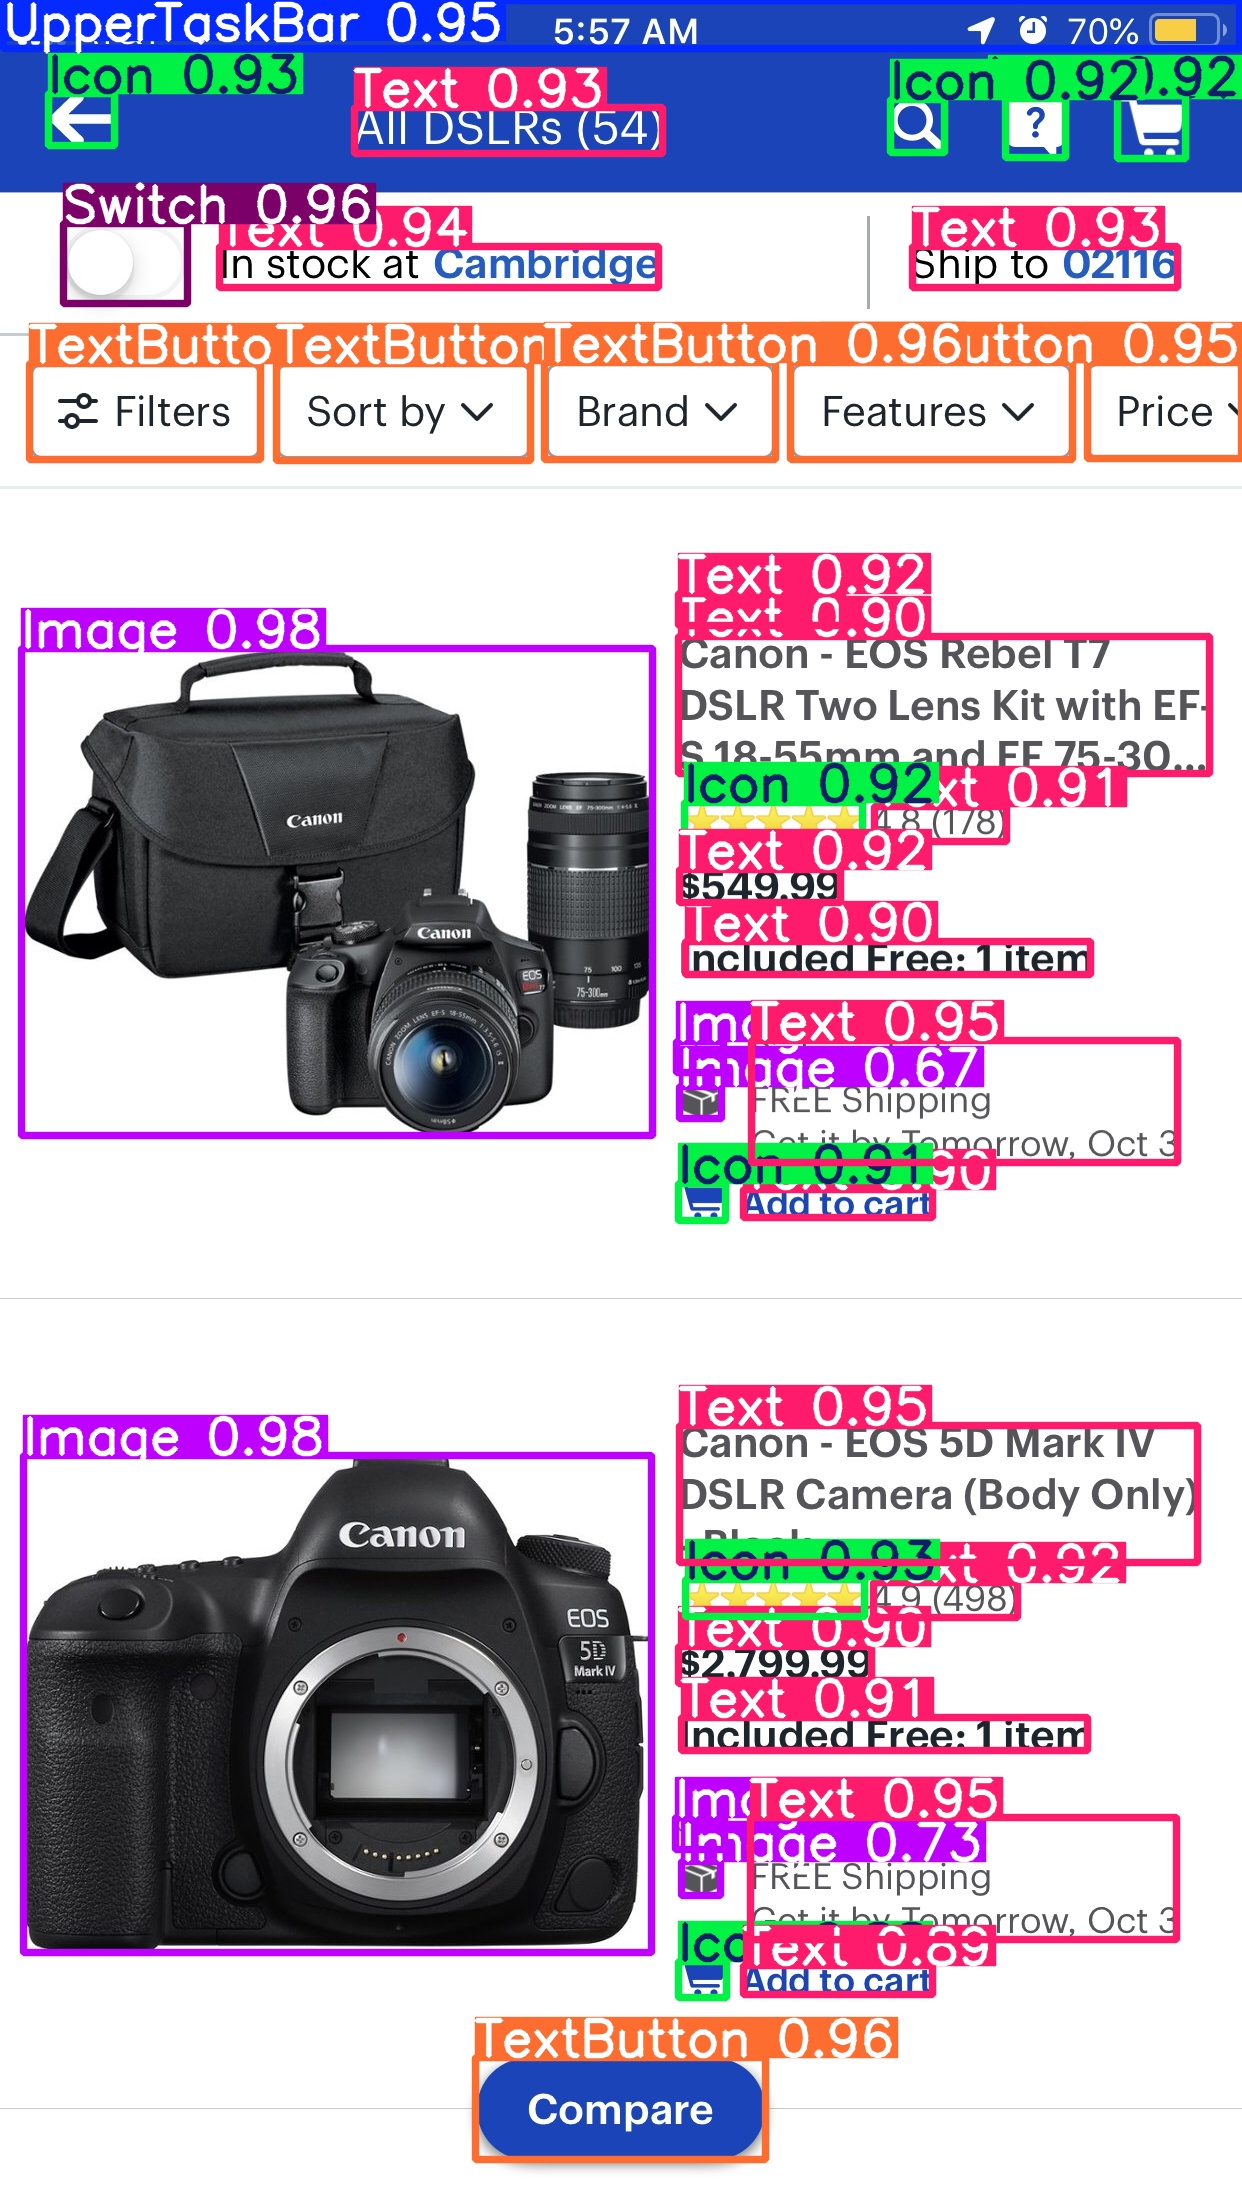 UpperTaskBar 0.95
5:57 AM
70%
Icon 0.93
Text 0.93
Icon 0.92
0.92
All DSLRs (54)
?
Switch 0.96
Text 0.94
Text 0.93
In stock at Cambridge
Ship to 02116
TextButto
TextButton
TextButton 0.96
utton 0.95
Filters
Sort by
Brand
Features
Price
Text 0.92
Text 0.90
Image 0.98
Canon - EOS Rebel T7
DSLR Two Lens Kit with EF-
S 18-55mm and EF 75-30...
Icon 0.92
xt 0.91
4.8 (178)
Text 0.92
$549.99
Text 0.90
Included Free: 1 item
Canon
Canon
EOS
75-300mm
Ima
Text 0.95
Image 0.67
FREE Shipping
Get it by Tomorrow, Oct 3
Icon 0.91
Text 0.90
Add to cart
Text 0.95
Image 0.98
Canon - EOS 5D Mark IV
DSLR Camera (Body Only)
- Black
Icon 0.93
xt 0.92
4.9 (498)
Text 0.90
$2,799.99
Text 0.91
Included Free: 1 item
Canon
EOS
5D
Mark IV
Ima
Text 0.95
Image 0.73
FREE Shipping
Get it by Tomorrow, Oct 3
Ico
Text 0.89
Add to cart
TextButton 0.96
Compare